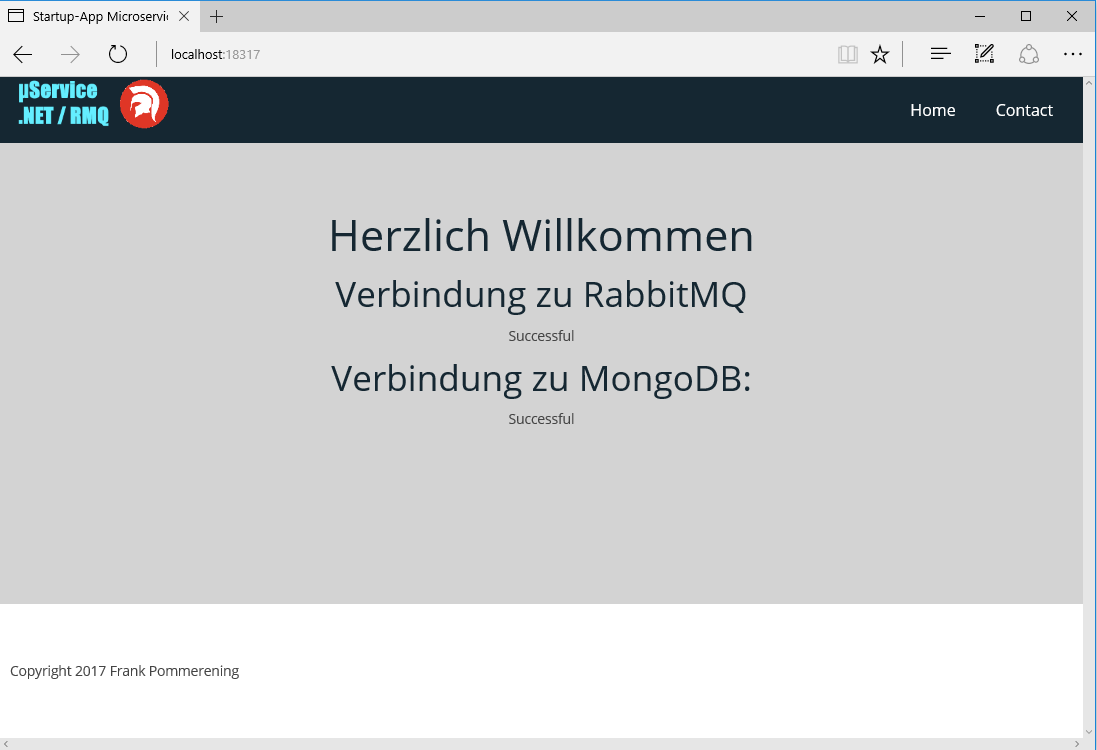 Startup-App Microservi
localhost:18317
µService
.NET / RMQ
Home
Contact
Herzlich Willkommen
Verbindung zu RabbitMQ
Successful
Verbindung zu MongoDB:
Successful
Copyright 2017 Frank Pommerening